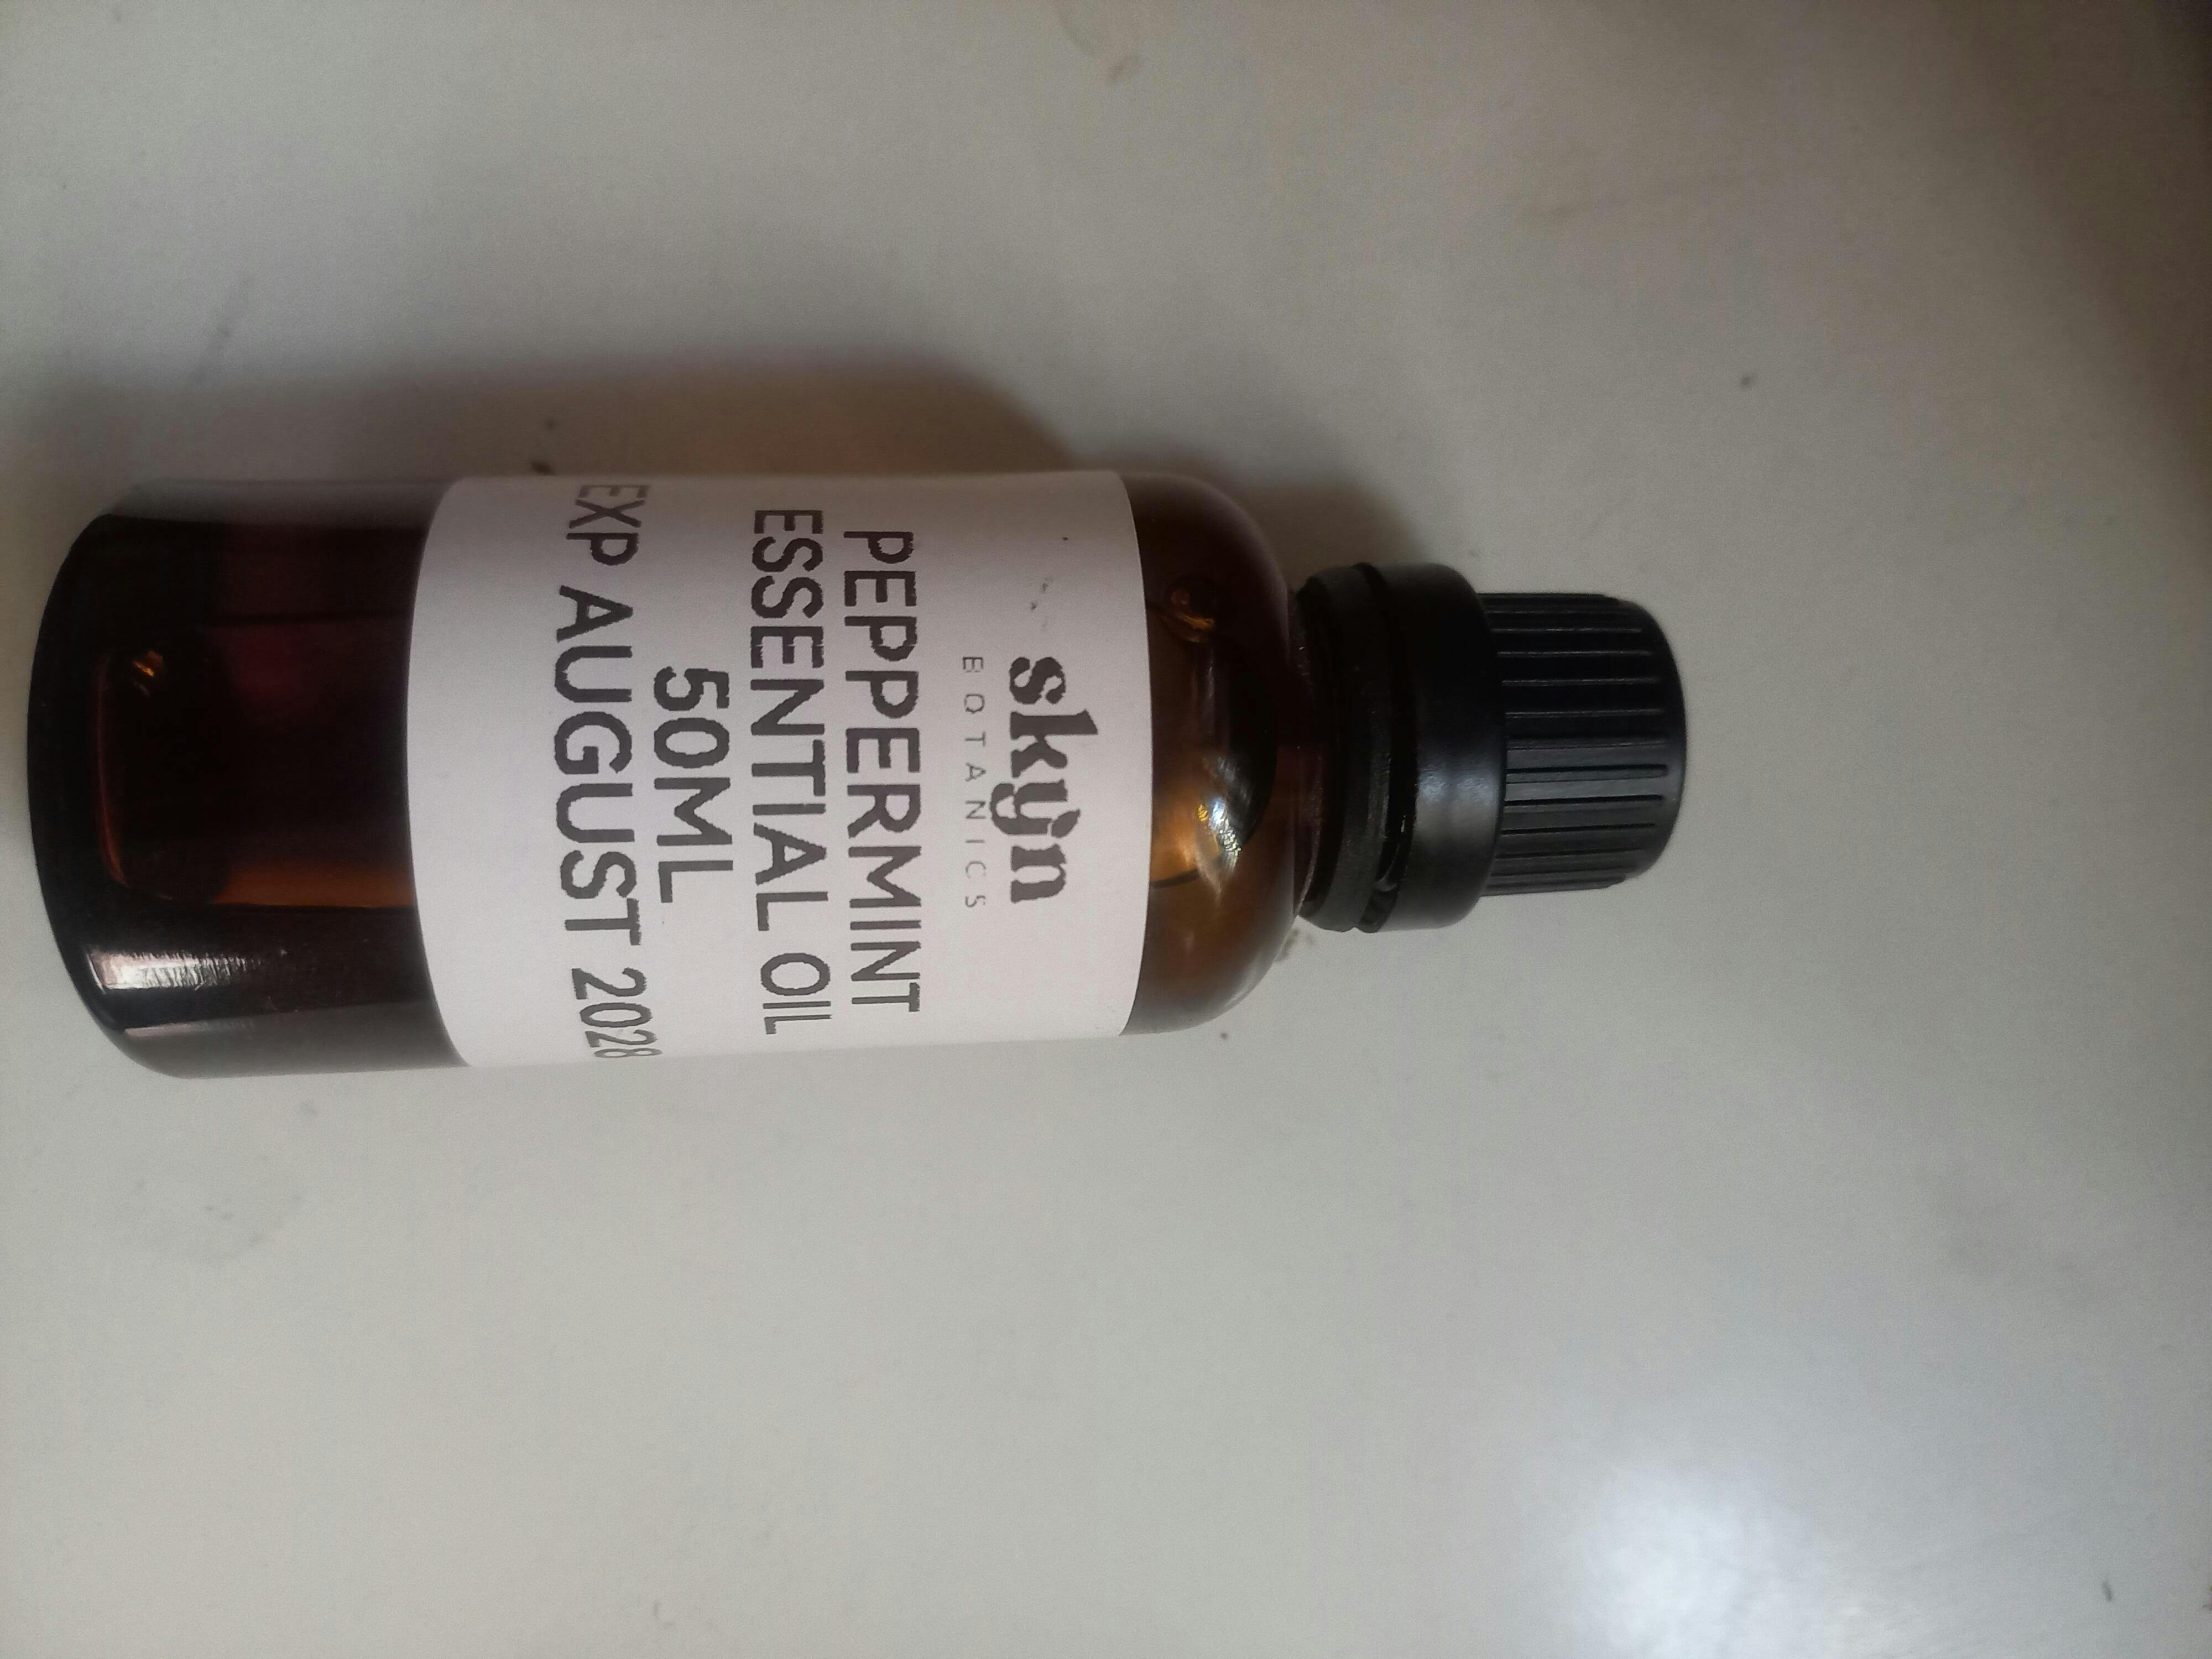 skyn
BOTANICS
PEPPERMINT
ESSENTIAL OIL
50ML
EXP AUGUST 2028